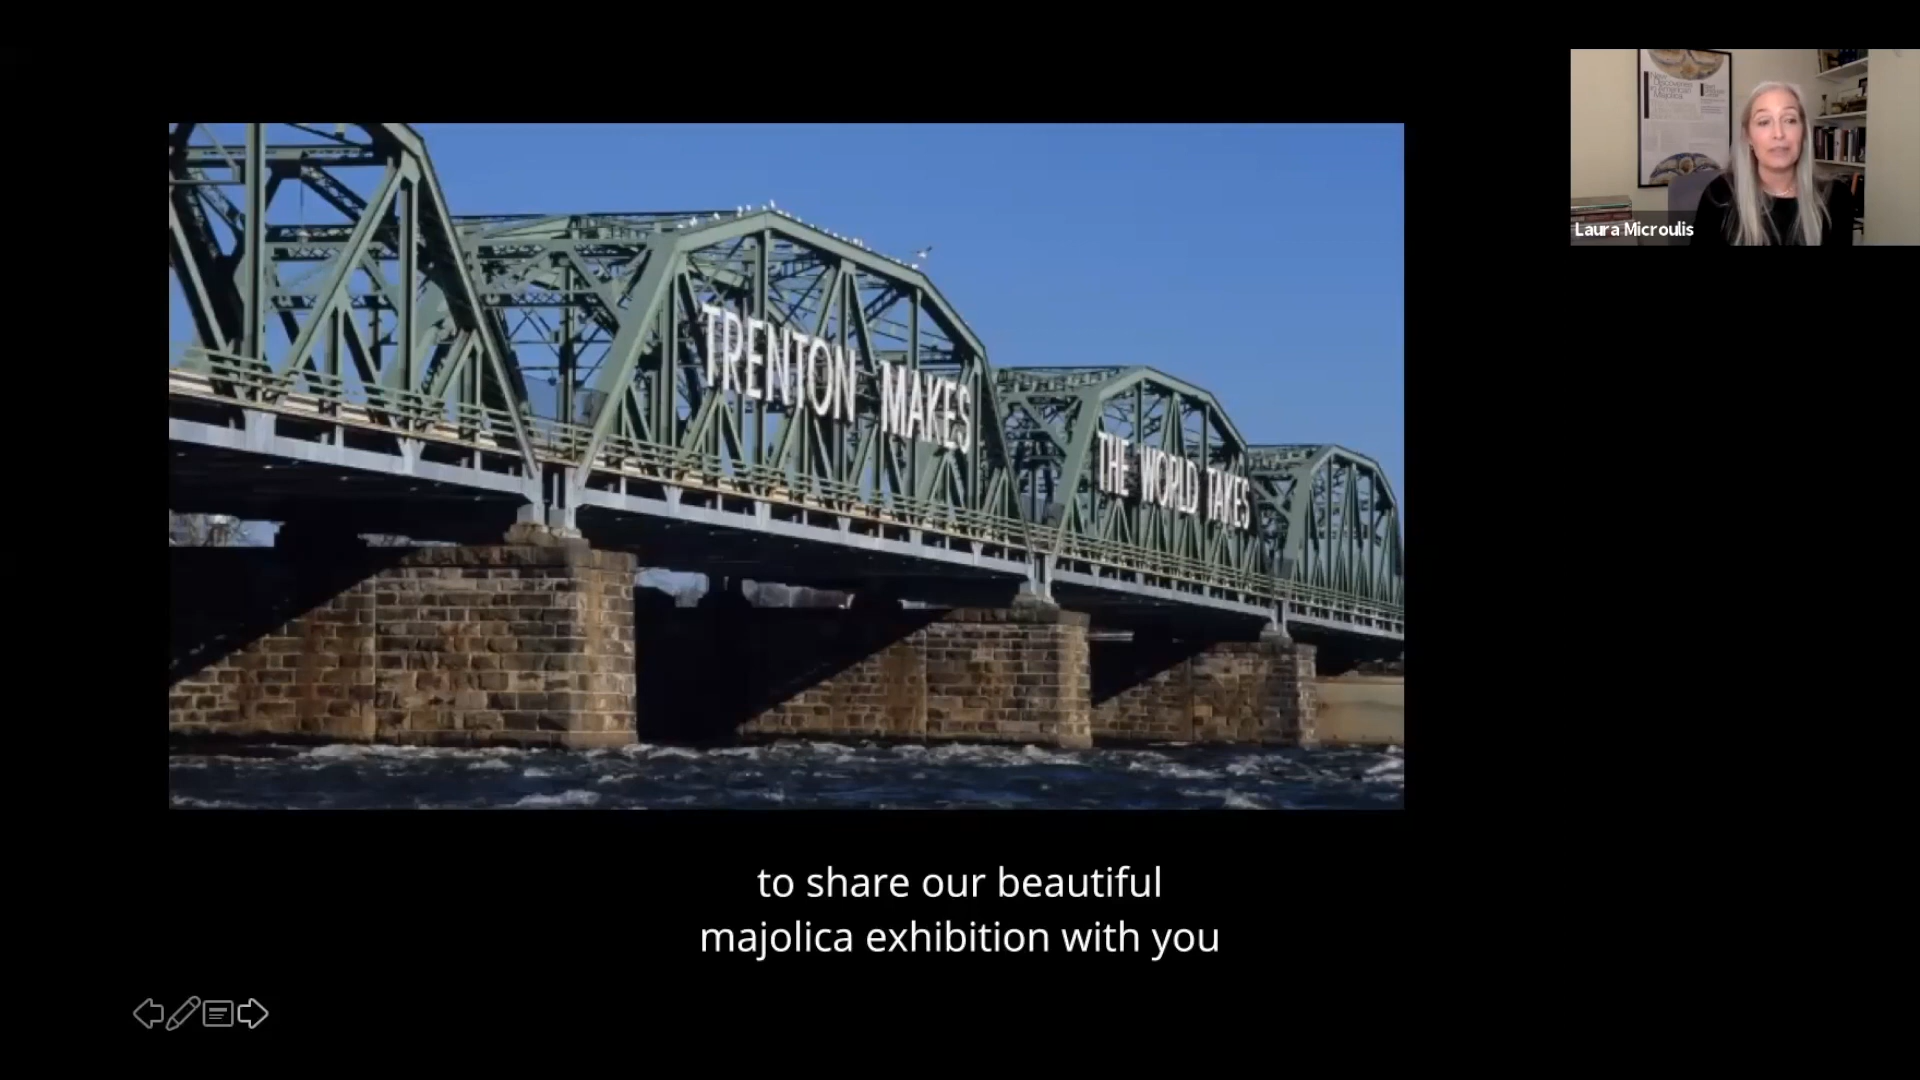 TRENTON MAKES
THE WORLD TAKES
Laura Microulis
to share our beautiful
majolica exhibition with you